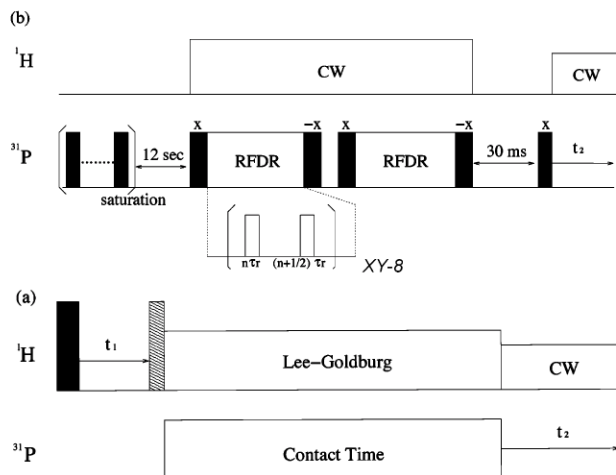 (b)
¹H
CW
CW
³¹P
12 sec
x
RFDR
−x
x
RFDR
−x
30 ms
x
t₂
saturation
nτr
(n+1/2) τr
XY-8
(a)
¹H
t₁
Lee−Goldburg
CW
³¹P
Contact Time
t₂